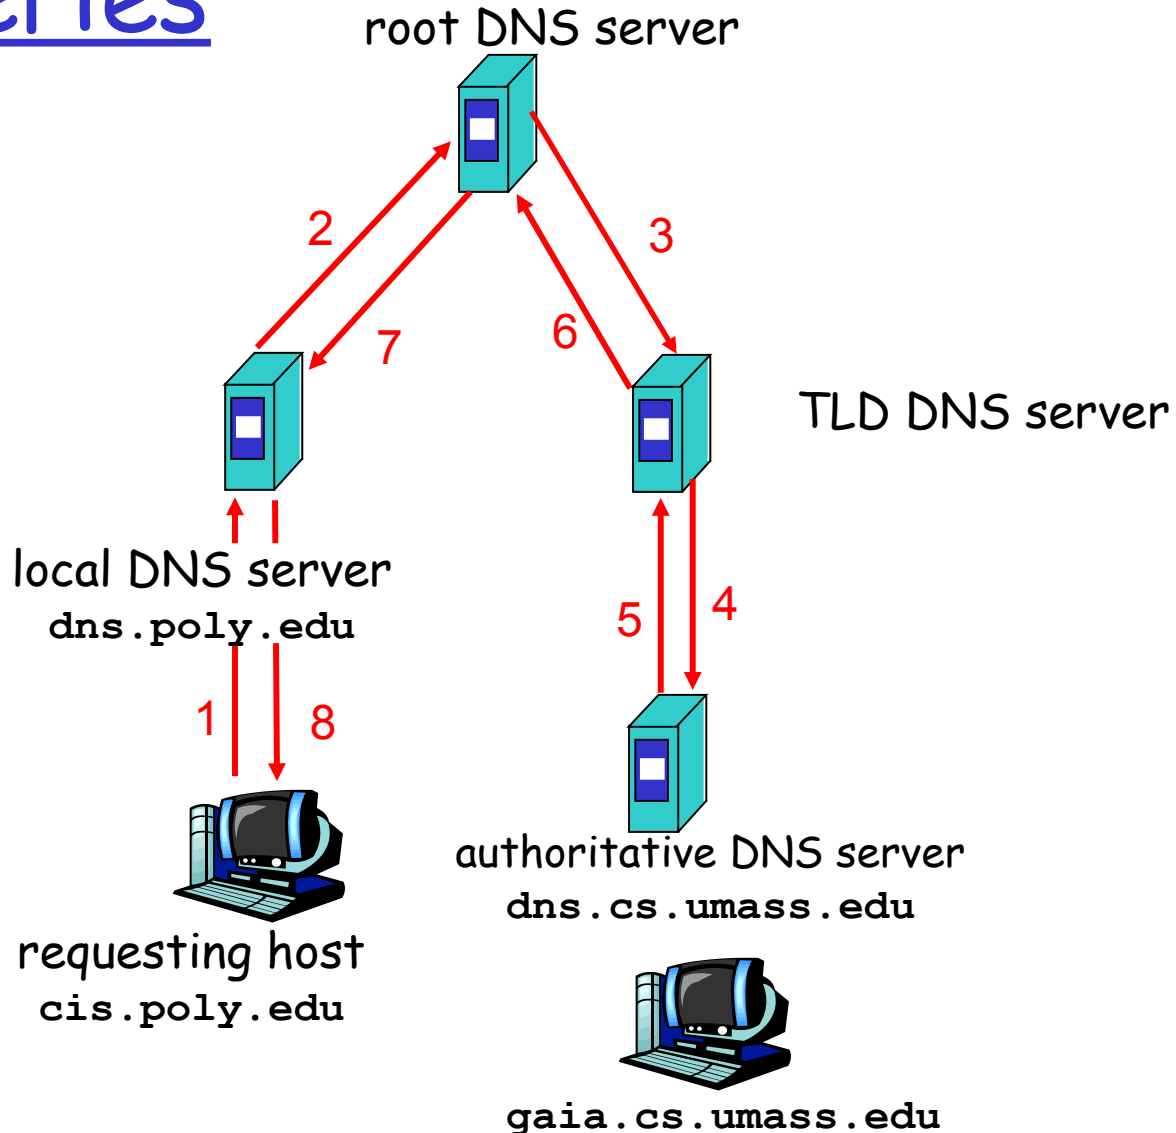 root DNS server
2
3
7
6
TLD DNS server
local DNS server
dns.poly.edu
5
4
1
8
authoritative DNS server
dns.cs.umass.edu
requesting host
cis.poly.edu
gaia.cs.umass.edu